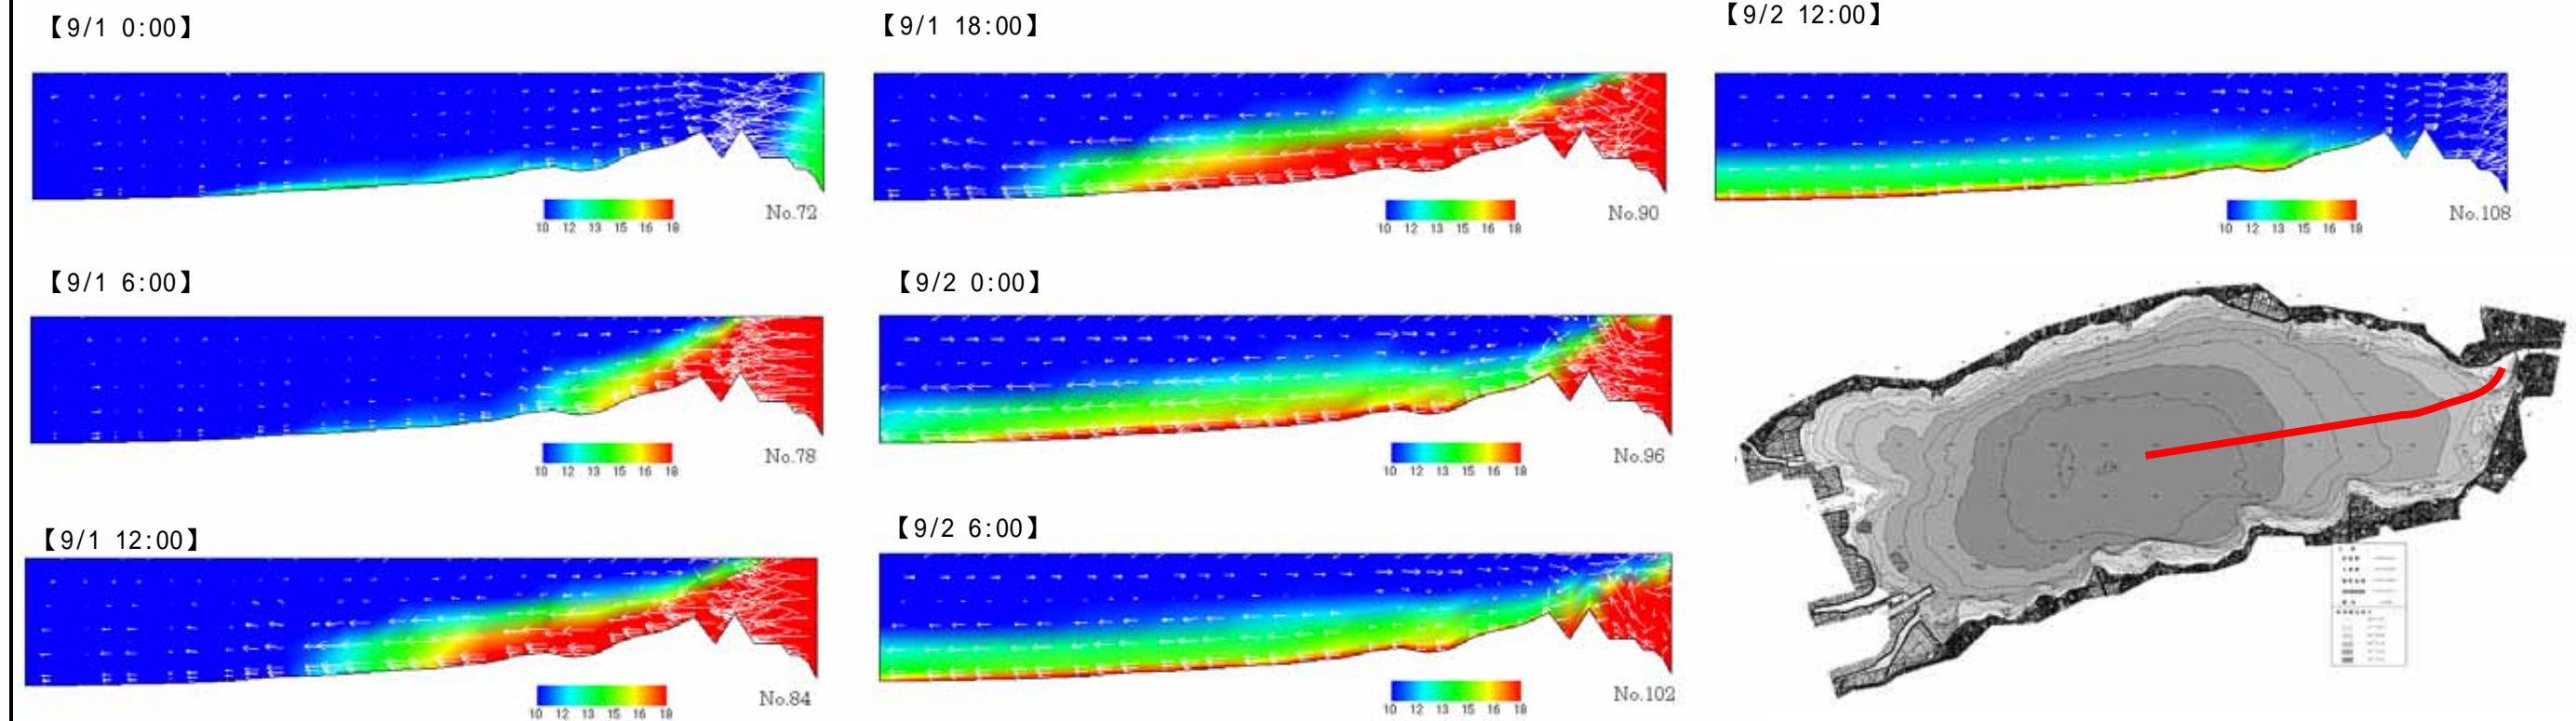 【9/1 0:00】
10 12 13 15 16 18
No.72
【9/1 6:00】
10 12 13 15 16 18
No.78
【9/1 12:00】
10 12 13 15 16 18
No.84
【9/1 18:00】
10 12 13 15 16 18
No.90
【9/2 0:00】
10 12 13 15 16 18
No.96
【9/2 6:00】
10 12 13 15 16 18
No.102
【9/2 12:00】
10 12 13 15 16 18
No.108